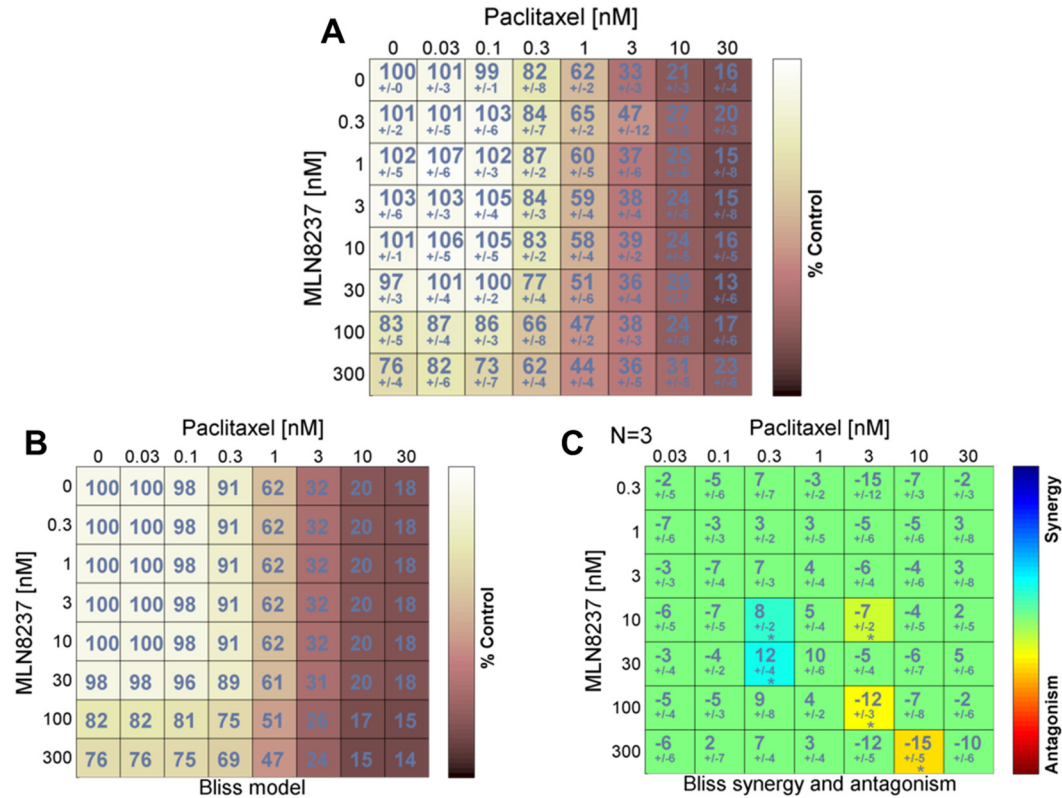 A
Paclitaxel [nM]
0 0.03 0.1 0.3 1 3 10 30
MLN8237 [nM]
0 100 101 99 82 62 33 21 16
+/-0 +/-3 +/-1 +/-8 +/-2 +/-3 +/-3 +/-4
0.3 101 101 103 84 65 47 27 20
+/-2 +/-5 +/-6 +/-7 +/-2 +/-12 +/-3
1 102 107 102 87 60 37 25 15
+/-5 +/-6 +/-3 +/-2 +/-5 +/-6 +/-6 +/-8
3 103 103 105 84 59 38 24 15
+/-6 +/-3 +/-4 +/-3 +/-4 +/-4 +/-8
10 101 106 105 83 58 39 24 16
+/-1 +/-5 +/-5 +/-2 +/-4 +/-2 +/-5 +/-5
30 97 101 100 77 51 36 26 13
+/-3 +/-4 +/-2 +/-4 +/-6 +/-4 +/-7 +/-6
100 83 87 86 66 47 38 24 17
+/-5 +/-4 +/-3 +/-8 +/-2 +/-3 +/-8 +/-6
300 76 82 73 62 44 36 31 23
+/-4 +/-6 +/-7 +/-4 +/-4 +/-5 +/-5 +/-6
% Control
B
Paclitaxel [nM]
0 0.03 0.1 0.3 1 3 10 30
MLN8237 [nM]
0 100 100 98 91 62 32 20 18
0.3 100 100 98 91 62 32 20 18
1 100 100 98 91 62 32 20 18
3 100 100 98 91 62 32 20 18
10 100 100 98 91 62 32 20 18
30 98 98 96 89 61 31 20 18
100 82 82 81 75 51 26 17 15
300 76 76 75 69 47 24 15 14
Bliss model
% Control
C
N=3
Paclitaxel [nM]
0.03 0.1 0.3 1 3 10 30
MLN8237 [nM]
0.3 -2 -5 7 -3 -15 -7 -2
+/-5 +/-6 +/-7 +/-2 +/-12 +/-3 +/-3
1 -7 -3 3 3 -5 -5 3
+/-6 +/-3 +/-2 +/-5 +/-6 +/-6 +/-8
3 -3 -7 7 4 -6 -4 3
+/-3 +/-4 +/-3 +/-4 +/-4 +/-6 +/-8
10 -6 -7 8 5 -7 -4 2
+/-5 +/-5 +/-2 +/-4 +/-2 +/-5 +/-5
* *
30 -3 -4 12 10 -5 -6 5
+/-4 +/-2 +/-4 +/-6 +/-4 +/-7 +/-6
*
100 -5 -5 9 4 -12 -7 -2
+/-4 +/-3 +/-8 +/-2 +/-3 +/-8 +/-6
*
300 -6 2 7 3 -12 -15 -10
+/-6 +/-7 +/-4 +/-4 +/-5 +/-5 +/-6
*
Bliss synergy and antagonism
Synergy
Antagonism